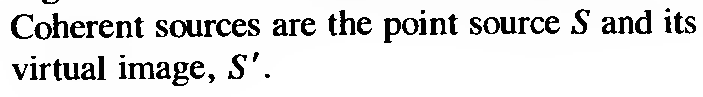 Coherent sources are the point source S and its
virtual image, S′.